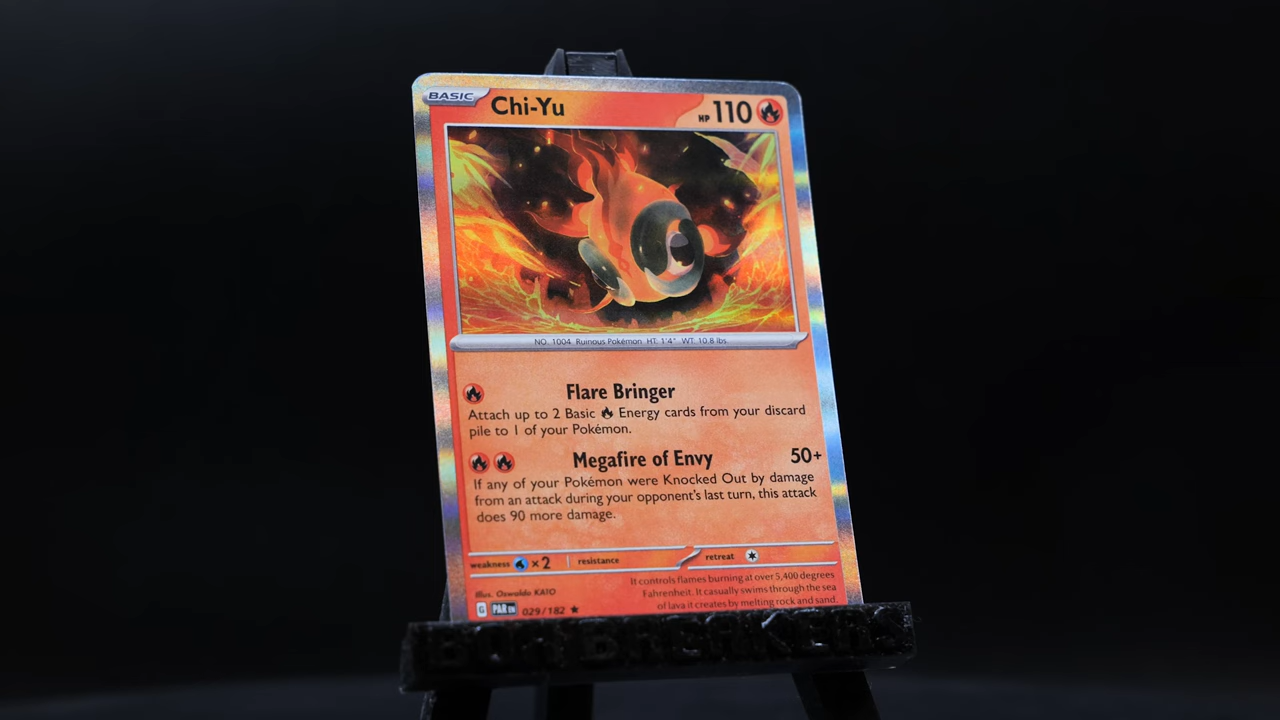 BASIC Chi-Yu HP 110
NO. 1004 Ruinous Pokémon HT: 1'4" WT: 10.8 lbs.
Flare Bringer
Attach up to 2 Basic Energy cards from your discard
pile to 1 of your Pokémon.
Megafire of Envy 50+
If any of your Pokémon were Knocked Out by damage
from an attack during your opponent's last turn, this attack
does 90 more damage.
weakness ×2 resistance retreat
Illus. Oswaldo KATO
It controls flames burning at over 5,400 degrees
Fahrenheit. It casually swims through the sea
of lava it creates by melting rock and sand.
G PAR EN 029/182 ★
BOX BREAKERS